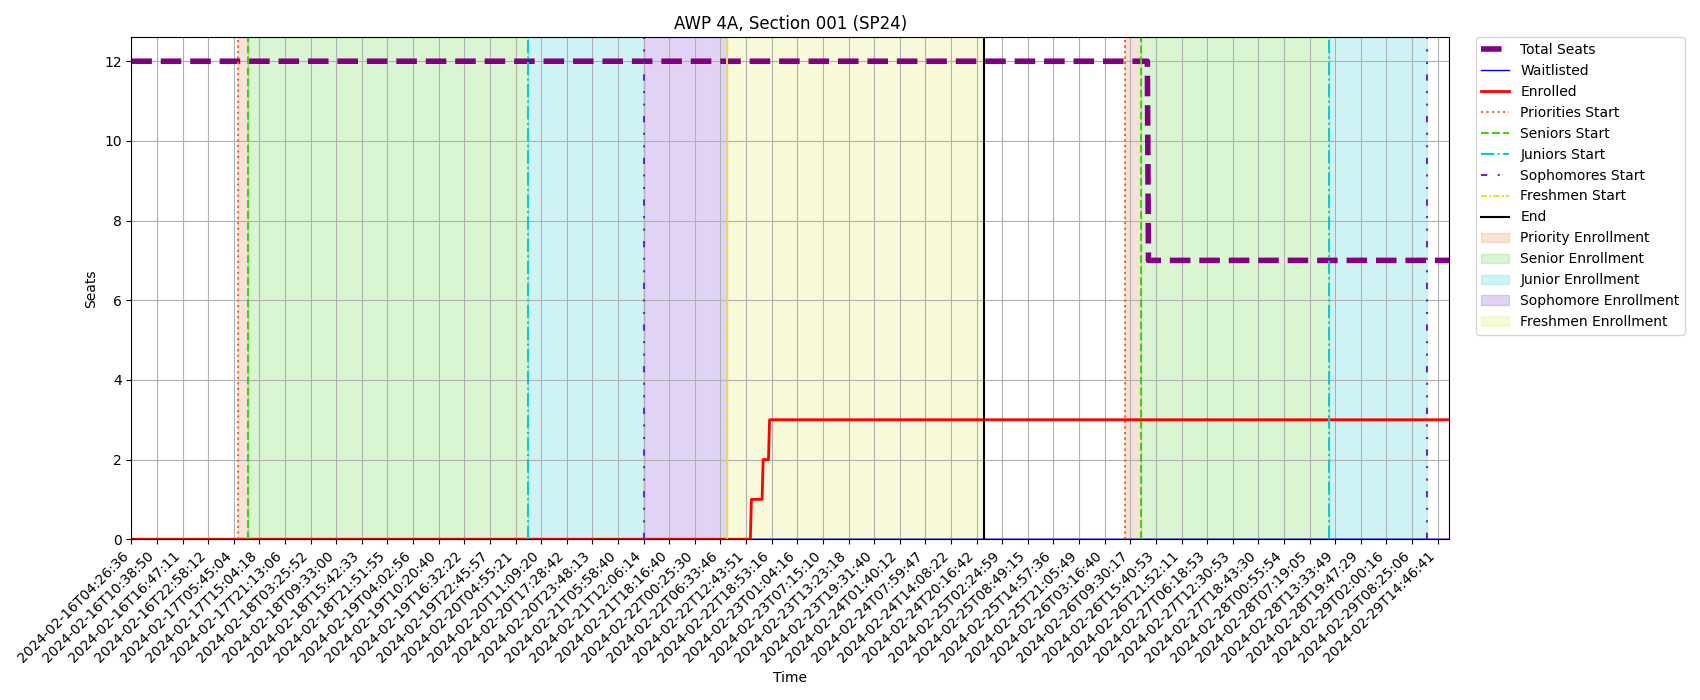 AWP 4A, Section 001 (SP24)
Seats
12
10
8
6
4
2
0
2024-02-16T04:26:36
2024-02-16T10:38:50
2024-02-16T16:47:11
2024-02-16T22:58:12
2024-02-17T05:45:04
2024-02-17T15:04:18
2024-02-17T21:13:06
2024-02-18T03:25:52
2024-02-18T09:33:00
2024-02-18T15:42:33
2024-02-18T21:51:55
2024-02-19T04:02:56
2024-02-19T10:20:40
2024-02-19T16:32:22
2024-02-19T22:45:57
2024-02-20T04:55:21
2024-02-20T11:09:20
2024-02-20T17:28:42
2024-02-20T23:48:13
2024-02-21T05:58:40
2024-02-21T12:06:14
2024-02-21T18:16:40
2024-02-22T00:25:30
2024-02-22T06:33:46
2024-02-22T12:43:51
2024-02-22T18:53:16
2024-02-23T01:04:16
2024-02-23T07:15:10
2024-02-23T13:23:18
2024-02-23T19:31:40
2024-02-24T01:40:12
2024-02-24T07:59:47
2024-02-24T14:08:22
2024-02-24T20:16:42
2024-02-25T02:24:59
2024-02-25T08:49:15
2024-02-25T14:57:36
2024-02-25T21:05:49
2024-02-26T03:16:40
2024-02-26T09:30:17
2024-02-26T15:40:53
2024-02-26T21:52:11
2024-02-27T06:18:53
2024-02-27T12:30:53
2024-02-27T18:43:30
2024-02-28T00:55:54
2024-02-28T07:19:05
2024-02-28T13:33:49
2024-02-28T19:47:29
2024-02-29T02:00:16
2024-02-29T08:25:06
2024-02-29T14:46:41
Time
Total Seats
Waitlisted
Enrolled
Priorities Start
Seniors Start
Juniors Start
Sophomores Start
Freshmen Start
End
Priority Enrollment
Senior Enrollment
Junior Enrollment
Sophomore Enrollment
Freshmen Enrollment